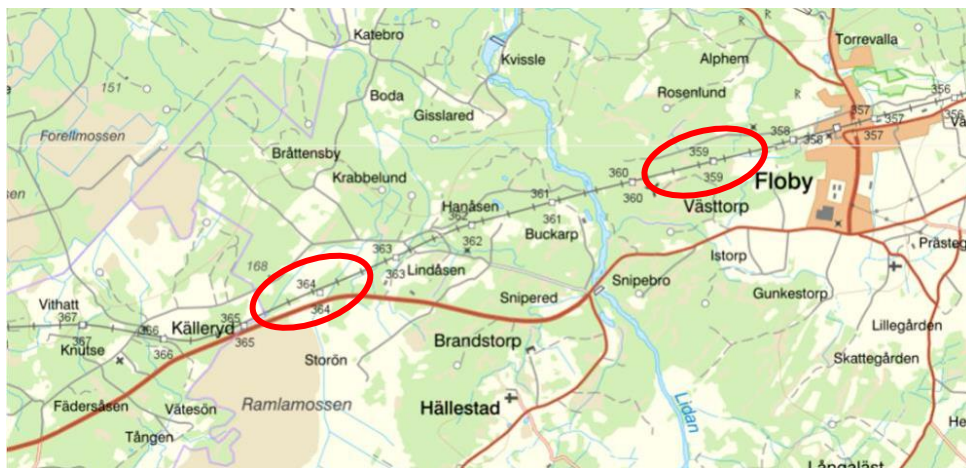 Katebro
Torrevalla
Kvissle
Alphem
151
Boda
Rosenlund
R
R
356
Gisslared
357
357
356
Forellmossen
358
358
357
Bråttensby
359
Krabbelund
360
359
Floby
361
360
Västtorp
Hanåsen
362
361
Buckarp
363
362
Istorp
168
363
Lindåsen
Snipebro
364
Snipered
Gunkestorp
Vithatt
364
367
366
Källeryd
365
365
Lillegården
367
Knutse
366
Brandstorp
Storön
Skattegården
Fädersåsen
Vätesön
Ramlamossen
Hällestad
Lidan
Tången